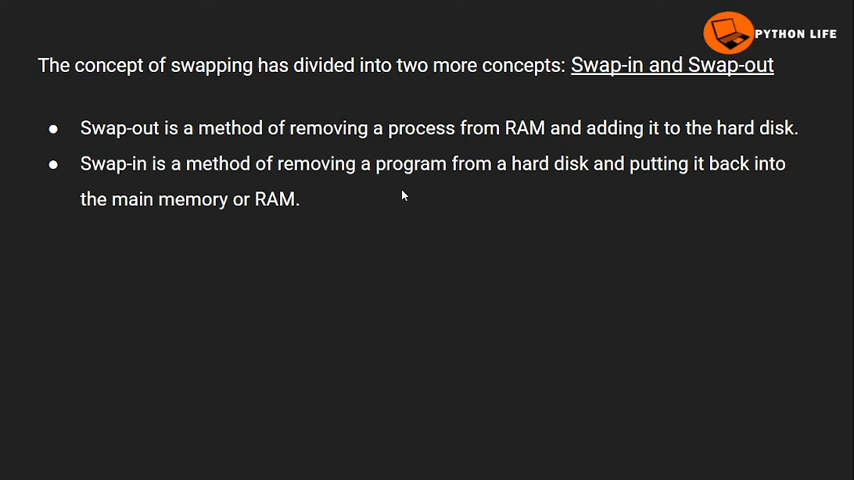 PYTHON LIFE
The concept of swapping has divided into two more concepts: Swap-in and Swap-out
● Swap-out is a method of removing a process from RAM and adding it to the hard disk.
● Swap-in is a method of removing a program from a hard disk and putting it back into
the main memory or RAM.